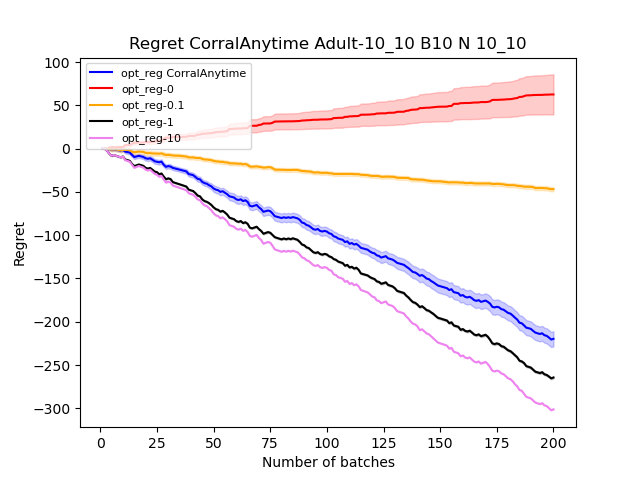 Regret CorralAnytime Adult-10_10 B10 N 10_10
opt_reg CorralAnytime
opt_reg-0
opt_reg-0.1
opt_reg-1
opt_reg-10
100
50
0
−50
−100
−150
−200
−250
−300
Regret
0 25 50 75 100 125 150 175 200
Number of batches